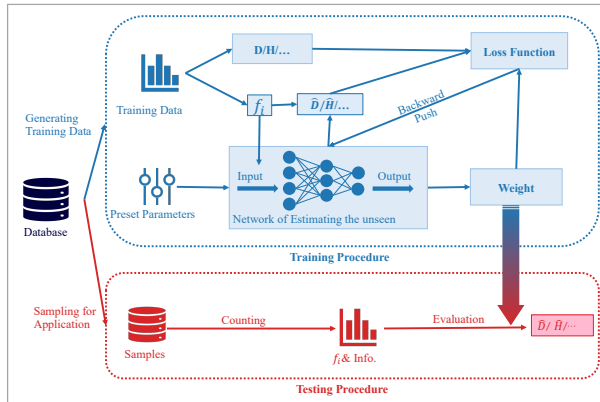 D/H/...
Loss Function
Training Data
f_i
D̂/Ĥ/...
Backward
Push
Generating
Training Data
Input
Output
Preset Parameters
Network of Estimating the unseen
Weight
Database
Training Procedure
Sampling for
Application
Counting
Evaluation
D̂/ Ĥ/...
Samples
f_i & Info.
Testing Procedure